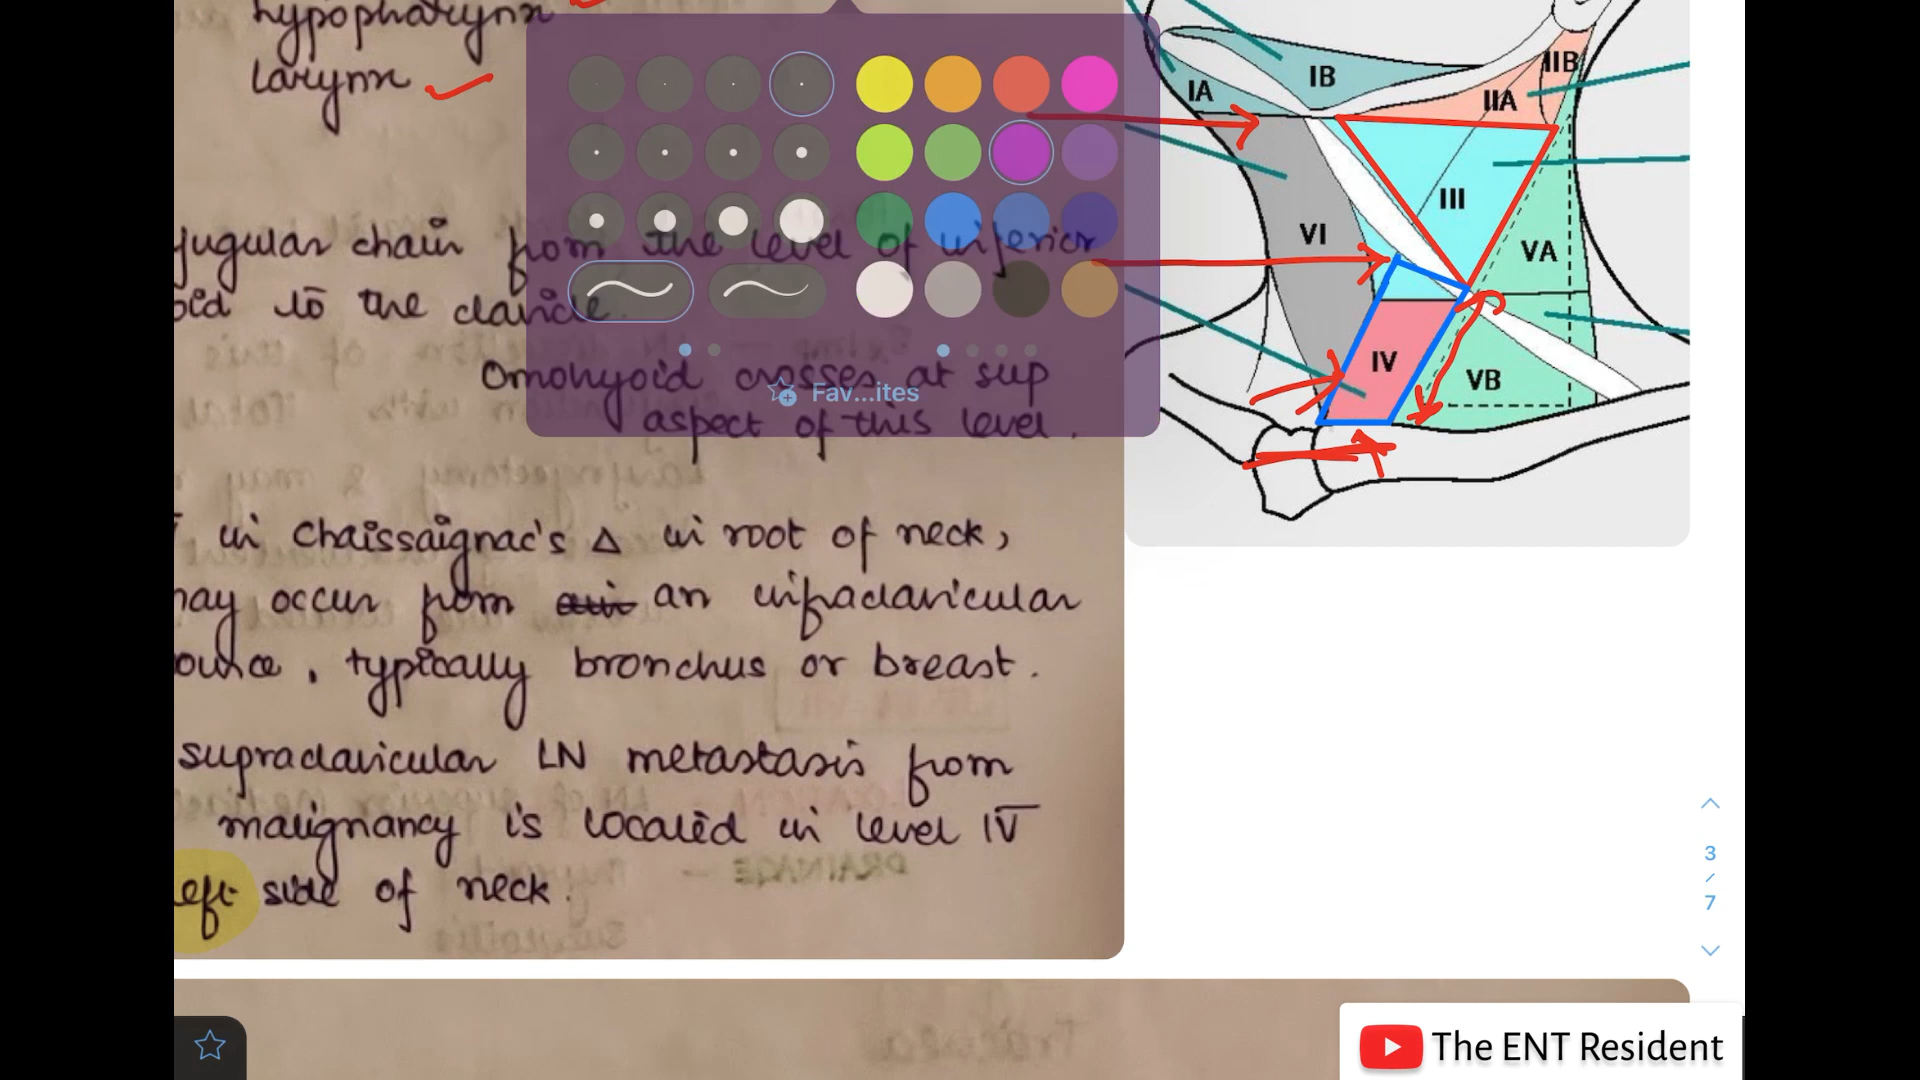 hypopharynx
larynx
jugular chain from the level of inferior
oid to the clavicle.
Omohyoid crosses at sup
aspect of this level.
Fav...ites
in Chaissaignac's Δ in root of neck,
may occur from an infraclavicular
ource, typically bronchus or breast.
supraclavicular LN metastasis from
malignancy is located in level IV
left side of neck.
DRAINAGE
IA
IB
IIA
IIB
III
VI
VA
IV
VB
3
/
7
The ENT Resident